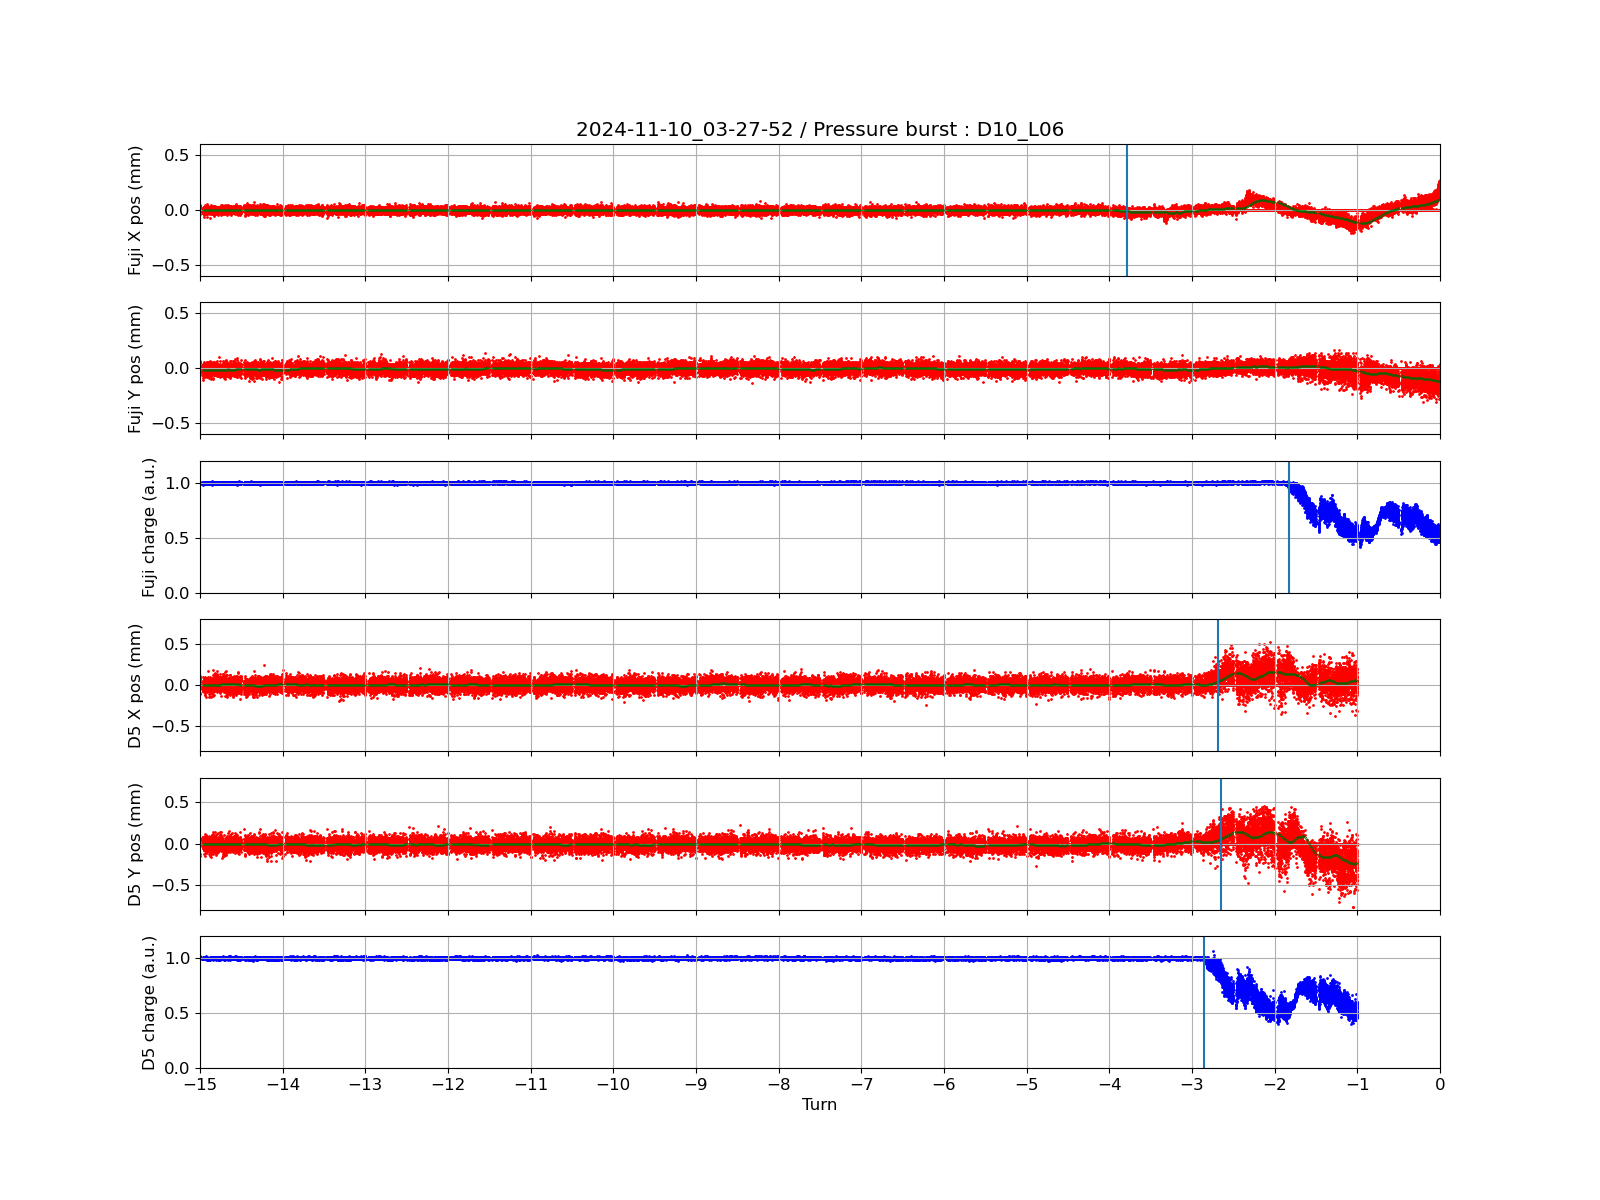 2024-11-10_03-27-52 / Pressure burst : D10_L06
Fuji X pos (mm)
0.5
0.0
−0.5
Fuji Y pos (mm)
0.5
0.0
−0.5
Fuji charge (a.u.)
1.0
0.5
0.0
D5 X pos (mm)
0.5
0.0
−0.5
D5 Y pos (mm)
0.5
0.0
−0.5
D5 charge (a.u.)
1.0
0.5
0.0
−15 −14 −13 −12 −11 −10 −9 −8 −7 −6 −5 −4 −3 −2 −1 0
Turn